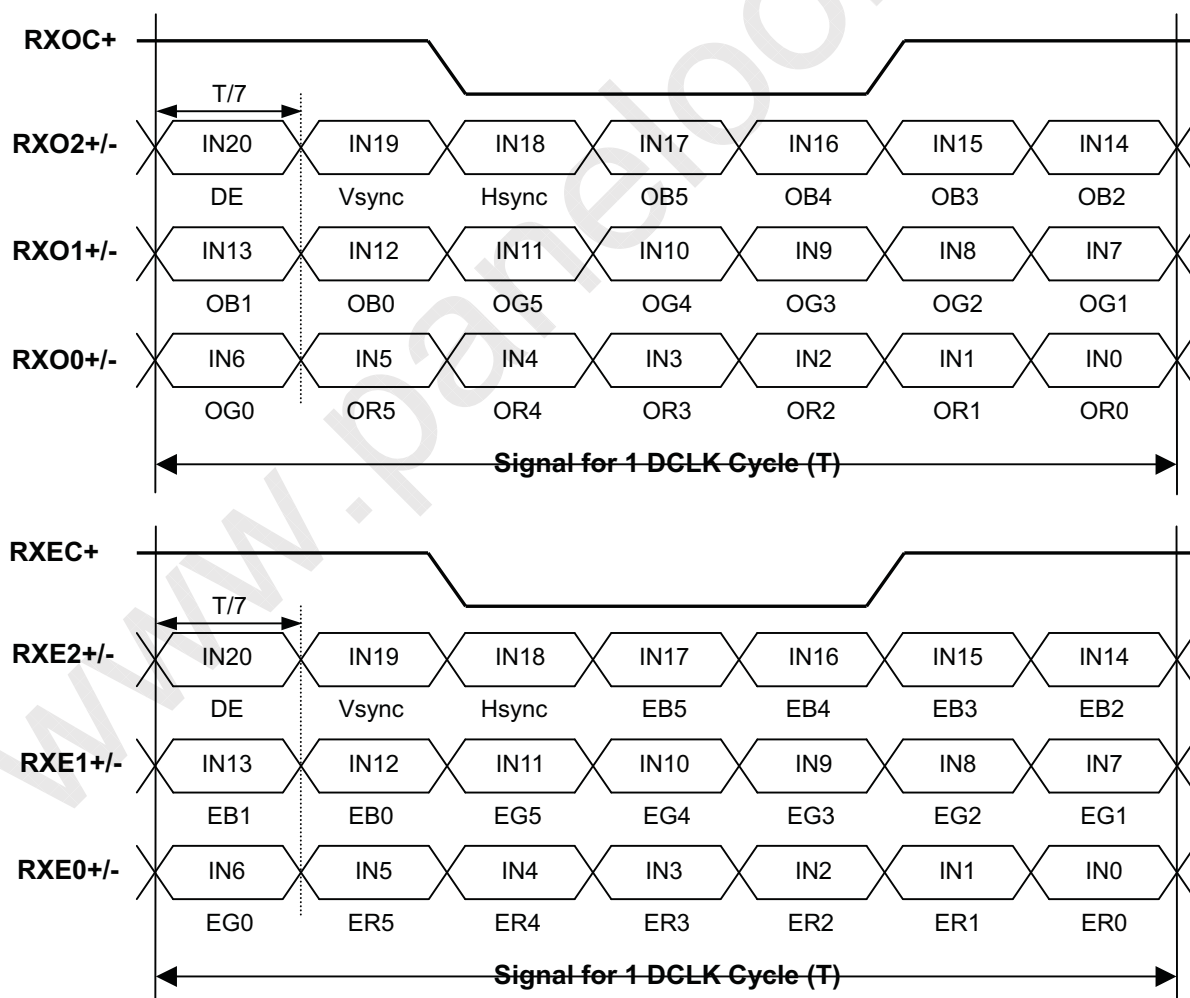 RXOC+
T/7
RXO2+/- IN20 IN19 IN18 IN17 IN16 IN15 IN14
DE Vsync Hsync OB5 OB4 OB3 OB2
RXO1+/- IN13 IN12 IN11 IN10 IN9 IN8 IN7
OB1 OB0 OG5 OG4 OG3 OG2 OG1
RXO0+/- IN6 IN5 IN4 IN3 IN2 IN1 IN0
OG0 OR5 OR4 OR3 OR2 OR1 OR0
Signal for 1 DCLK Cycle (T)
RXEC+
T/7
RXE2+/- IN20 IN19 IN18 IN17 IN16 IN15 IN14
DE Vsync Hsync EB5 EB4 EB3 EB2
RXE1+/- IN13 IN12 IN11 IN10 IN9 IN8 IN7
EB1 EB0 EG5 EG4 EG3 EG2 EG1
RXE0+/- IN6 IN5 IN4 IN3 IN2 IN1 IN0
EG0 ER5 ER4 ER3 ER2 ER1 ER0
Signal for 1 DCLK Cycle (T)
www.paneloo